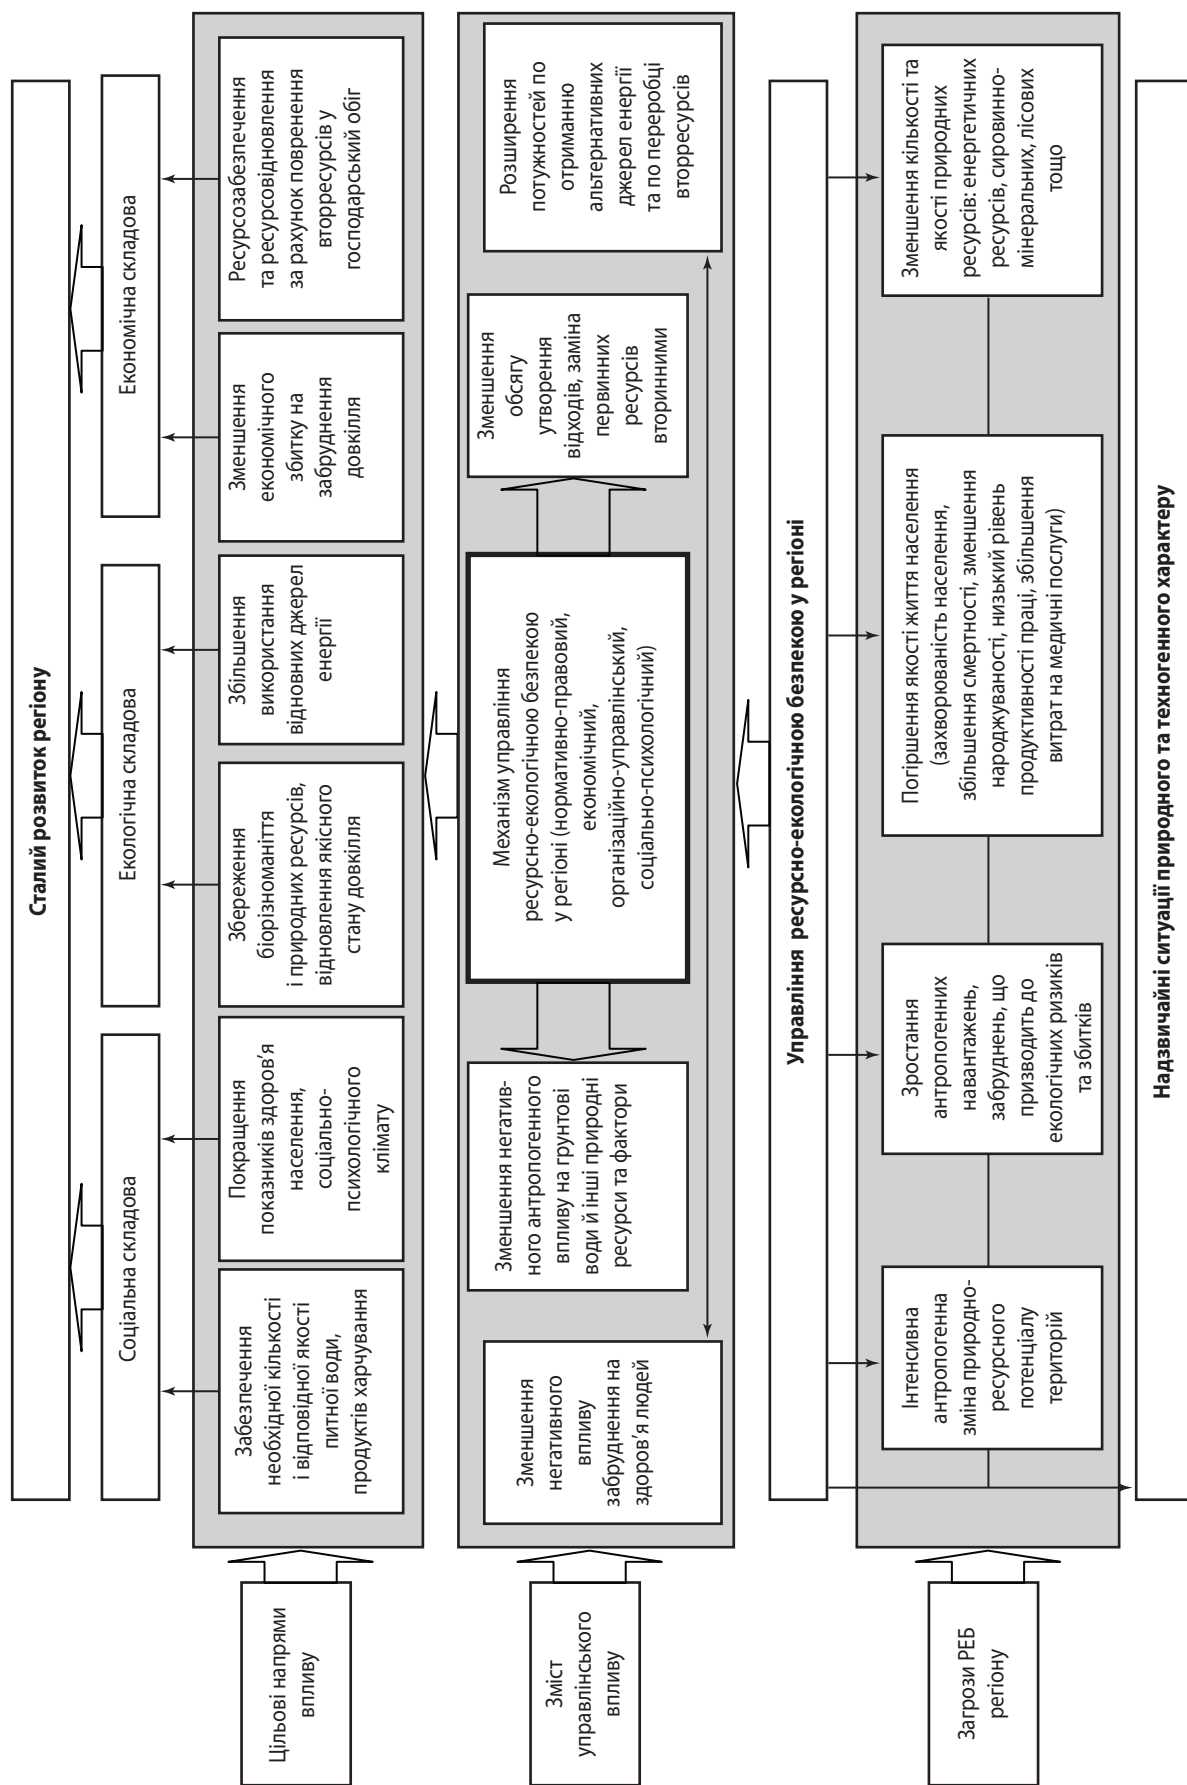 Сталий розвиток регіону
Соціальна складова
Екологічна складова
Економічна складова
Цільові напрями
впливу
Забезпечення
необхідної кількості
і відповідної якості
питної води,
продуктів харчування
Покращення
показників здоров'я
населення,
соціально-
психологічного
клімату
Збереження
біорізноманіття
і природних ресурсів,
відновлення якісного
стану довкілля
Збільшення
використання
відновних джерел
енергії
Зменшення
економічного
збитку на
забруднення
довкілля
Ресурсозабезпечення
та ресурсовідновлення
за рахунок повренення
вторресурсів у
господарський обіг
Зміст
управлінського
впливу
Зменшення
негативного
впливу
забруднення на
здоров'я людей
Зменшення негатив-
ного антропогенного
впливу на грунтові
води й інші природні
ресурси та фактори
Механізм управління
ресурсно-екологічною безпекою
у регіоні (нормативно-правовий,
економічний,
організаційно-управлінський,
соціально-психологічний)
Зменшення
обсягу
утворення
відходів, заміна
первинних
ресурсів
вторинними
Розширення
потужностей по
отриманню
альтернативних
джерел енергії
та по переробці
вторресурсів
Управління ресурсно-екологічною безпекою у регіоні
Загрози РЕБ
регіону
Інтенсивна
антропогенна
зміна природно-
ресурсного
потенціалу
територій
Зростання
антропогенних
навантажень,
забруднень, що
призводить до
екологічних ризиків
та збитків
Погіршення якості життя населення
(захворюваність населення,
збільшення смертності, зменшення
народжуваності, низький рівень
продуктивності праці, збільшення
витрат на медичні послуги)
Зменшення кількості та
якості природних
ресурсів: енергетичних
ресурсів, сировинно-
мінеральних, лісових
тощо
Надзвичайні ситуації природного та техногенного характеру